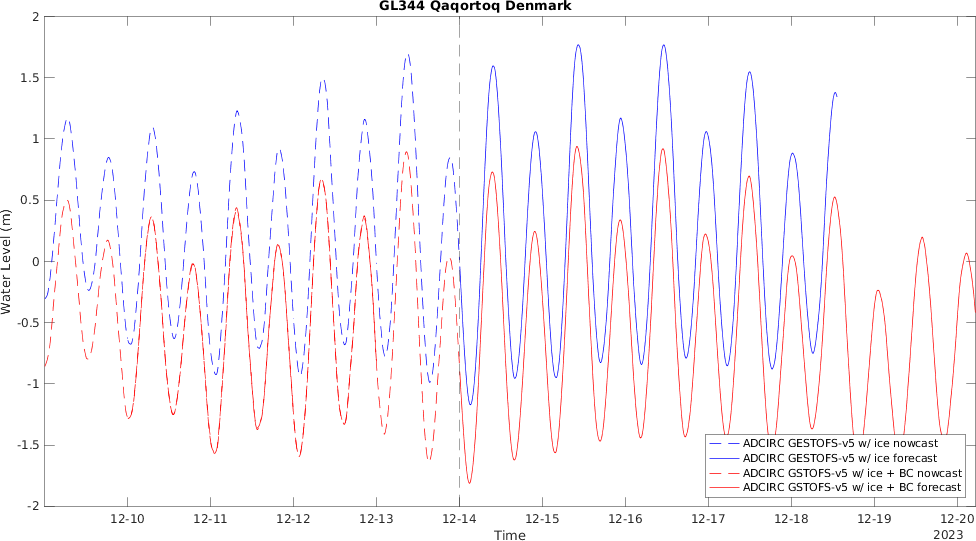 GL344 Qaqortoq Denmark
2
1.5
1
0.5
0
-0.5
-1
-1.5
-2
Water Level (m)
ADCIRC GESTOFS-v5 w/ ice nowcast
ADCIRC GESTOFS-v5 w/ ice forecast
ADCIRC GSTOFS-v5 w/ ice + BC nowcast
ADCIRC GSTOFS-v5 w/ ice + BC forecast
12-10 12-11 12-12 12-13 12-14 12-15 12-16 12-17 12-18 12-19 12-20
Time 2023